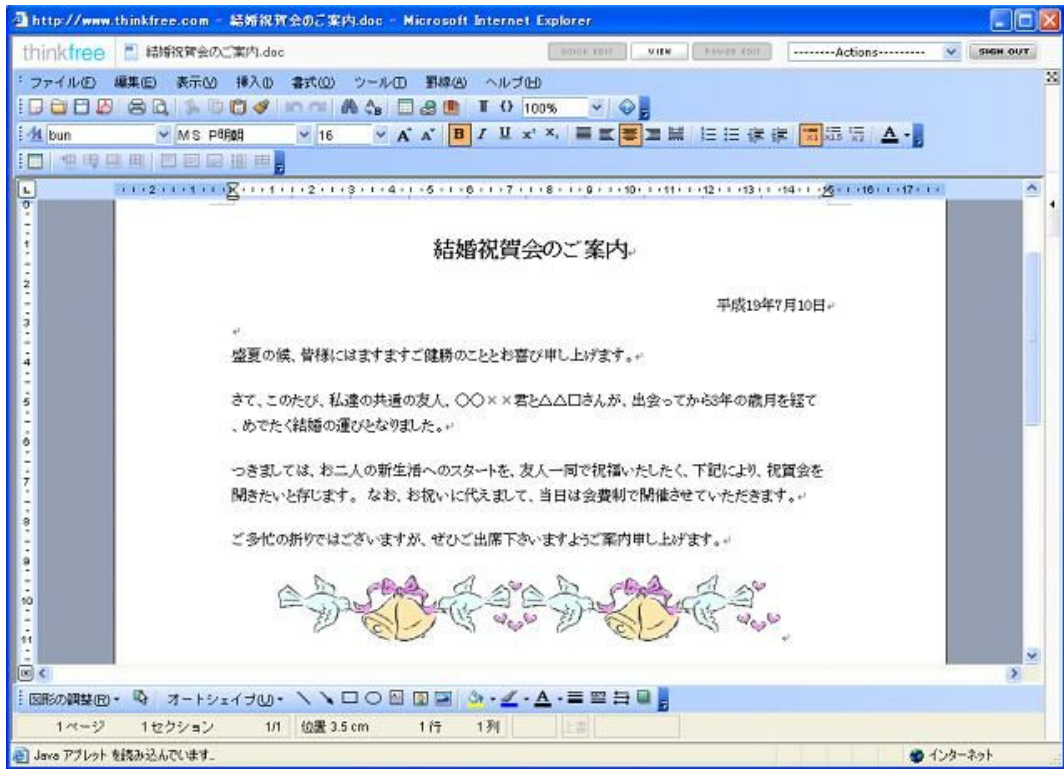 http://www.thinkfree.com - 結婚祝賀会のご案内.doc - Microsoft Internet Explorer
thinkfree 結婚祝賀会のご案内.doc QUICK EDIT VIEW POWER EDIT --------Actions--------- SIGN OUT
ファイル(F) 編集(E) 表示(V) 挿入(I) 書式(O) ツール(T) 罫線(A) ヘルプ(H)
100%
bun MS P明朝 16
結婚祝賀会のご案内
平成19年7月10日
盛夏の候、皆様にはますますご健勝のこととお喜び申し上げます。
さて、このたび、私達の共通の友人、○○××君と△△口さんが、出会ってから3年の歳月を経て
、めでたく結婚の運びとなりました。
つきましては、お二人の新生活へのスタートを、友人一同で祝福いたしたく、下記により、祝賀会を
開きたいと存じます。 なお、お祝いに代えまして、当日は会費制で開催させていただきます。
ご多忙の折りではございますが、ぜひご出席下さいますようご案内申し上げます。
図形の調整(R) オートシェイプ(U)
1ページ 1セクション 1/1 位置 3.5 cm 1行 1列 上書
Java アプレット を読み込んでいます... インターネット